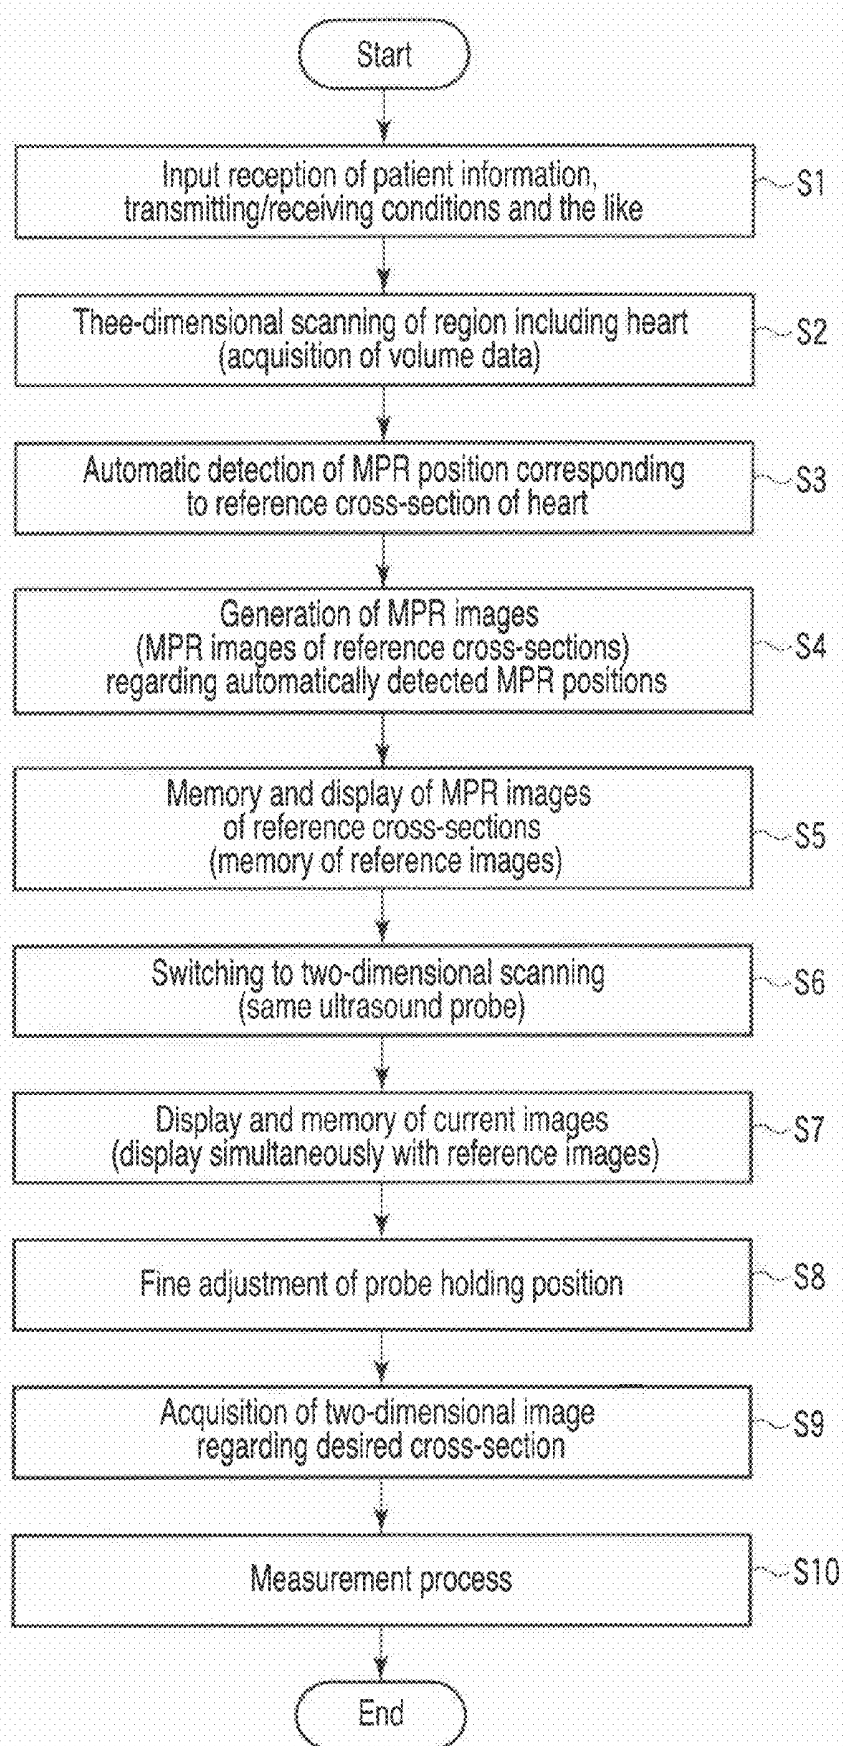 Start
Input reception of patient information,
transmitting/receiving conditions and the like
S1
Thee-dimensional scanning of region including heart
(acquisition of volume data)
S2
Automatic detection of MPR position corresponding
to reference cross-section of heart
S3
Generation of MPR images
(MPR images of reference cross-sections)
regarding automatically detected MPR positions
S4
Memory and display of MPR images
of reference cross-sections
(memory of reference images)
S5
Switching to two-dimensional scanning
(same ultrasound probe)
S6
Display and memory of current images
(display simultaneously with reference images)
S7
Fine adjustment of probe holding position
S8
Acquisition of two-dimensional image
regarding desired cross-section
S9
Measurement process
S10
End